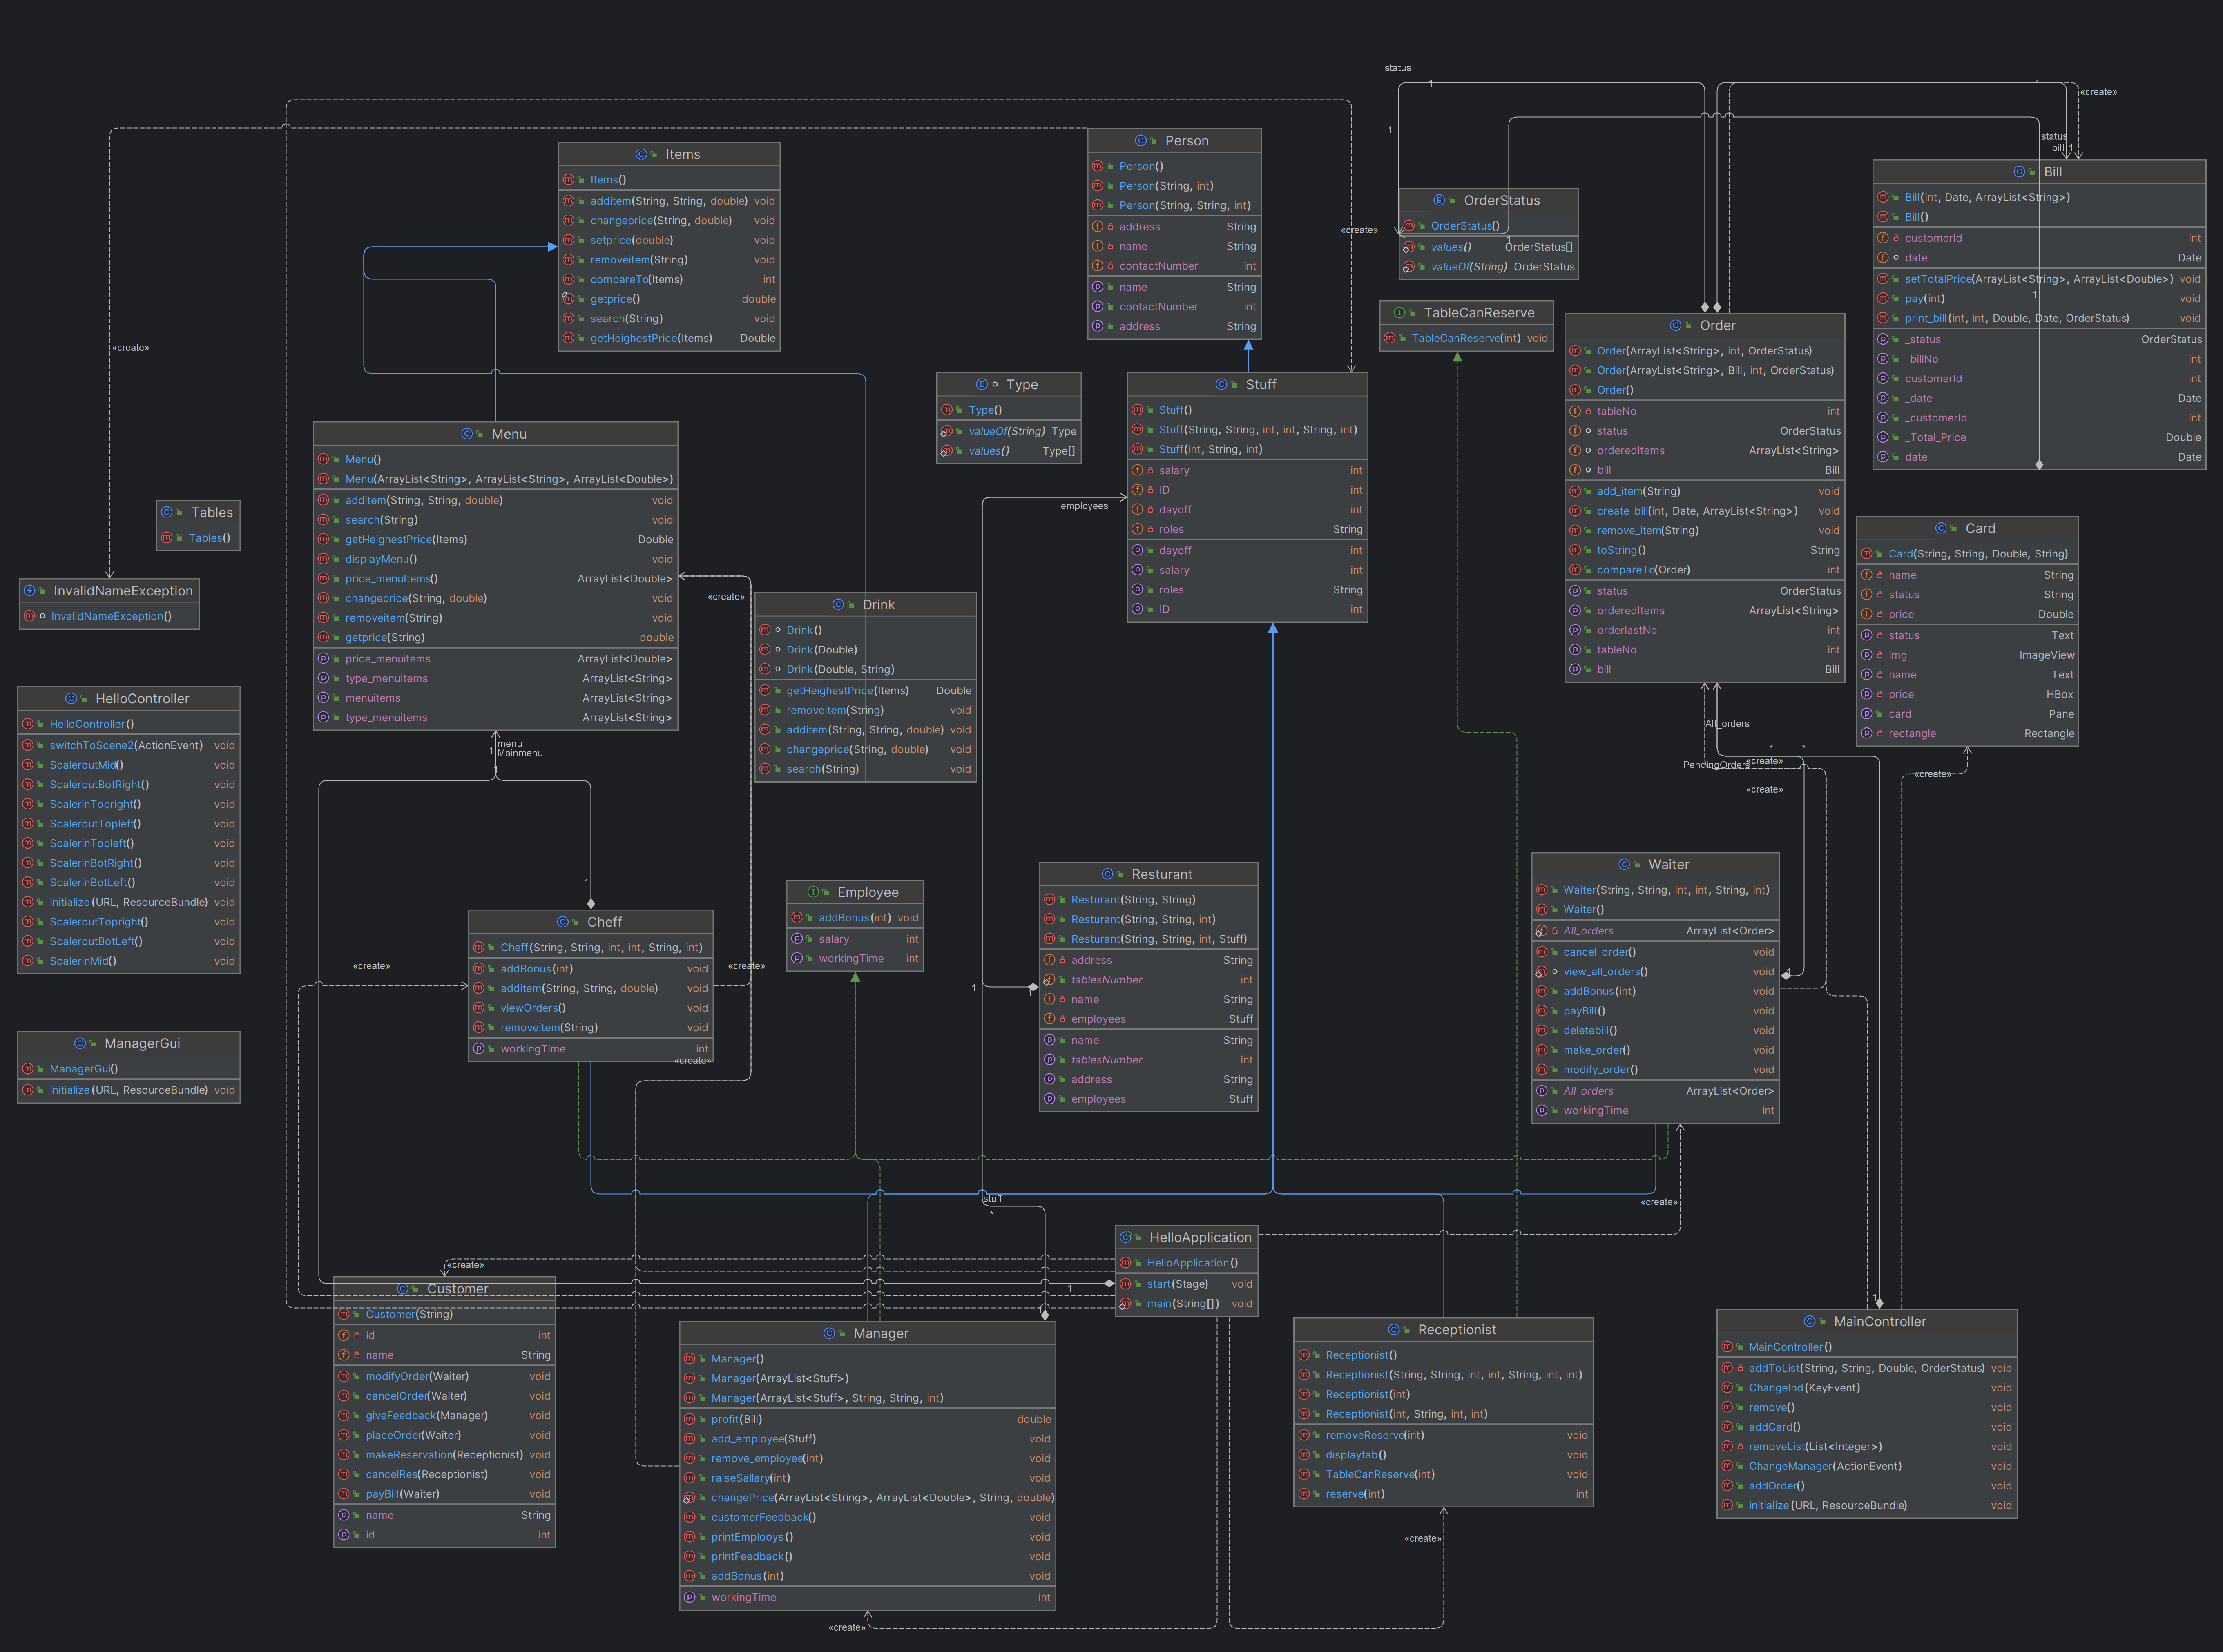 status
1
1
«create»
1
status
bill 1
«create»
Person
Person()
Person(String, int)
Person(String, String, int)
address String
name String
contactNumber int
name String
contactNumber int
address String
Items
Items()
additem(String, String, double) void
changeprice(String, double) void
setprice(double) void
removeitem(String) void
compareTo(Items) int
getprice() double
search(String) void
getHeighestPrice(Items) Double
«create»
OrderStatus
OrderStatus()
1
values() OrderStatus[]
valueOf(String) OrderStatus
Bill
Bill(int, Date, ArrayList<String>)
Bill()
customerId int
date Date
setTotalPrice(ArrayList<String>, ArrayList<Double>) void
1
pay(int) void
print_bill(int, int, Double, Date, OrderStatus) void
_status OrderStatus
_billNo int
customerId int
_date Date
_customerId int
_Total_Price Double
date Date
TableCanReserve
TableCanReserve(int) void
Order
Order(ArrayList<String>, int, OrderStatus)
Order(ArrayList<String>, Bill, int, OrderStatus)
Order()
tableNo int
status OrderStatus
orderedItems ArrayList<String>
bill Bill
add_item(String) void
create_bill(int, Date, ArrayList<String>) void
remove_item(String) void
toString() String
compareTo(Order) int
status OrderStatus
orderedItems ArrayList<String>
orderlastNo int
tableNo int
bill Bill
«create»
Type
Type()
valueOf(String) Type
values() Type[]
Stuff
Stuff()
Stuff(String, String, int, int, String, int)
Stuff(int, String, int)
salary int
ID int
dayoff int
roles String
dayoff int
salary int
roles String
ID int
employees
Menu
Menu()
Menu(ArrayList<String>, ArrayList<String>, ArrayList<Double>)
additem(String, String, double) void
search(String) void
getHeighestPrice(Items) Double
displayMenu() void
price_menuItems() ArrayList<Double>
changeprice(String, double) void
removeitem(String) void
getprice(String) double
price_menuitems ArrayList<Double>
type_menuItems ArrayList<String>
menuitems ArrayList<String>
type_menuitems ArrayList<String>
Tables
Tables()
InvalidNameException
InvalidNameException()
«create»
Drink
Drink()
Drink(Double)
Drink(Double, String)
getHeighestPrice(Items) Double
removeitem(String) void
additem(String, String, double) void
changeprice(String, double) void
search(String) void
Card
Card(String, String, Double, String)
name String
status String
price Double
status Text
img ImageView
name Text
price HBox
card Pane
rectangle Rectangle
HelloController
HelloController()
switchToScene2(ActionEvent) void
ScaleroutMid() void
ScaleroutBotRight() void
ScalerinTopright() void
ScaleroutTopleft() void
ScalerinTopleft() void
ScalerinBotRight() void
ScalerinBotLeft() void
initialize(URL, ResourceBundle) void
ScaleroutTopright() void
ScaleroutBotLeft() void
ScalerinMid() void
menu
1
Mainmenu
All_orders
*
*
PendingOrders
«create»
«create»
«create»
1
Cheff
Cheff(String, String, int, int, String, int)
addBonus(int) void
additem(String, String, double) void
viewOrders() void
removeitem(String) void
workingTime int
«create»
«create»
«create»
Employee
addBonus(int) void
salary int
workingTime int
Resturant
Resturant(String, String)
Resturant(String, String, int)
Resturant(String, String, int, Stuff)
address String
tablesNumber int
name String
employees Stuff
name String
tablesNumber int
address String
employees Stuff
1
1
Waiter
Waiter(String, String, int, int, String, int)
Waiter()
All_orders ArrayList<Order>
cancel_order() void
view_all_orders() void
1
addBonus(int) void
payBill() void
deletebill() void
make_order() void
modify_order() void
All_orders ArrayList<Order>
workingTime int
ManagerGui
ManagerGui()
initialize(URL, ResourceBundle) void
stuff
*
«create»
HelloApplication
HelloApplication()
start(Stage) void
main(String[]) void
«create»
1
Customer
Customer(String)
id int
name String
modifyOrder(Waiter) void
cancelOrder(Waiter) void
giveFeedback(Manager) void
placeOrder(Waiter) void
makeReservation(Receptionist) void
cancelRes(Receptionist) void
payBill(Waiter) void
name String
id int
Manager
Manager()
Manager(ArrayList<Stuff>)
Manager(ArrayList<Stuff>, String, String, int)
profit(Bill) double
add_employee(Stuff) void
remove_employee(int) void
raiseSallary(int) void
changePrice(ArrayList<String>, ArrayList<Double>, String, double) void
customerFeedback() void
printEmplooys() void
printFeedback() void
addBonus(int) void
workingTime int
«create»
Receptionist
Receptionist()
Receptionist(String, String, int, int, String, int, int)
Receptionist(int)
Receptionist(int, String, int, int)
removeReserve(int) void
displaytab() void
TableCanReserve(int) void
reserve(int) int
«create»
1
MainController
MainController()
addToList(String, String, Double, OrderStatus) void
ChangeInd(KeyEvent) void
remove() void
addCard() void
removeList(List<Integer>) void
ChangeManager(ActionEvent) void
addOrder() void
initialize(URL, ResourceBundle) void